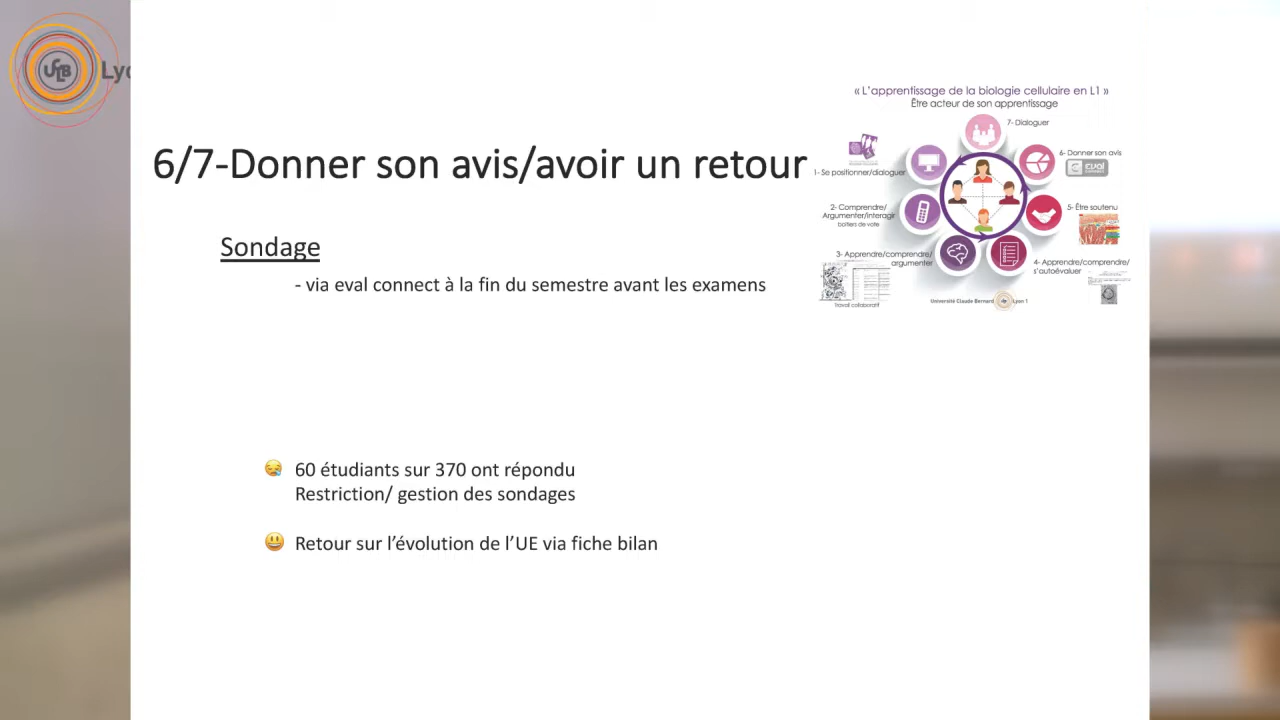 UCLB
Lyo
« L'apprentissage de la biologie cellulaire en L1 »
Être acteur de son apprentissage
7- Dialoguer
6/7-Donner son avis/avoir un retour
6- Donner son avis
eval
1- Se positionner/dialoguer
2- Comprendre/
Argumenter/interagir
boîtiers de vote
5- Être soutenu
3- Apprendre/comprendre/
argumenter
4- Apprendre/comprendre/
s'autoévaluer
Travail collaboratif
Université Claude Bernard
Lyon 1
Sondage
- via eval connect à la fin du semestre avant les examens
60 étudiants sur 370 ont répondu
Restriction/ gestion des sondages
Retour sur l'évolution de l'UE via fiche bilan